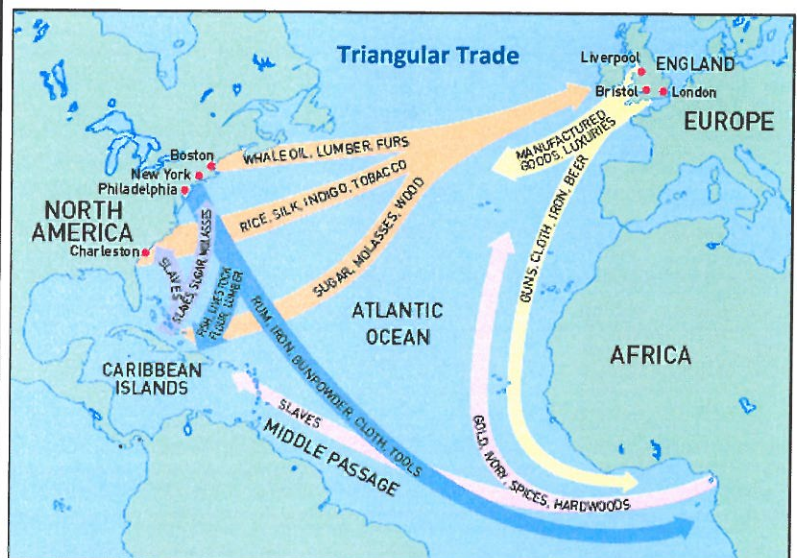 Triangular Trade
Liverpool
ENGLAND
Bristol
London
EUROPE
MANUFACTURED
GOODS, LUXURIES
Boston
WHALE OIL, LUMBER, FURS
New York
Philadelphia
NORTH
AMERICA
RICE, SILK, INDIGO, TOBACCO
Charleston
SLAVES
SLAVES, SUGAR, MOLASSES
FISH, LIVESTOCK
FLOUR, LUMBER
SUGAR, MOLASSES, WOOD
GUNS, CLOTH, IRON, BEER
ATLANTIC
OCEAN
AFRICA
CARIBBEAN
ISLANDS
RUM, IRON, GUNPOWDER, CLOTH, TOOLS
SLAVES
MIDDLE PASSAGE
GOLD, IVORY, SPICES, HARDWOODS